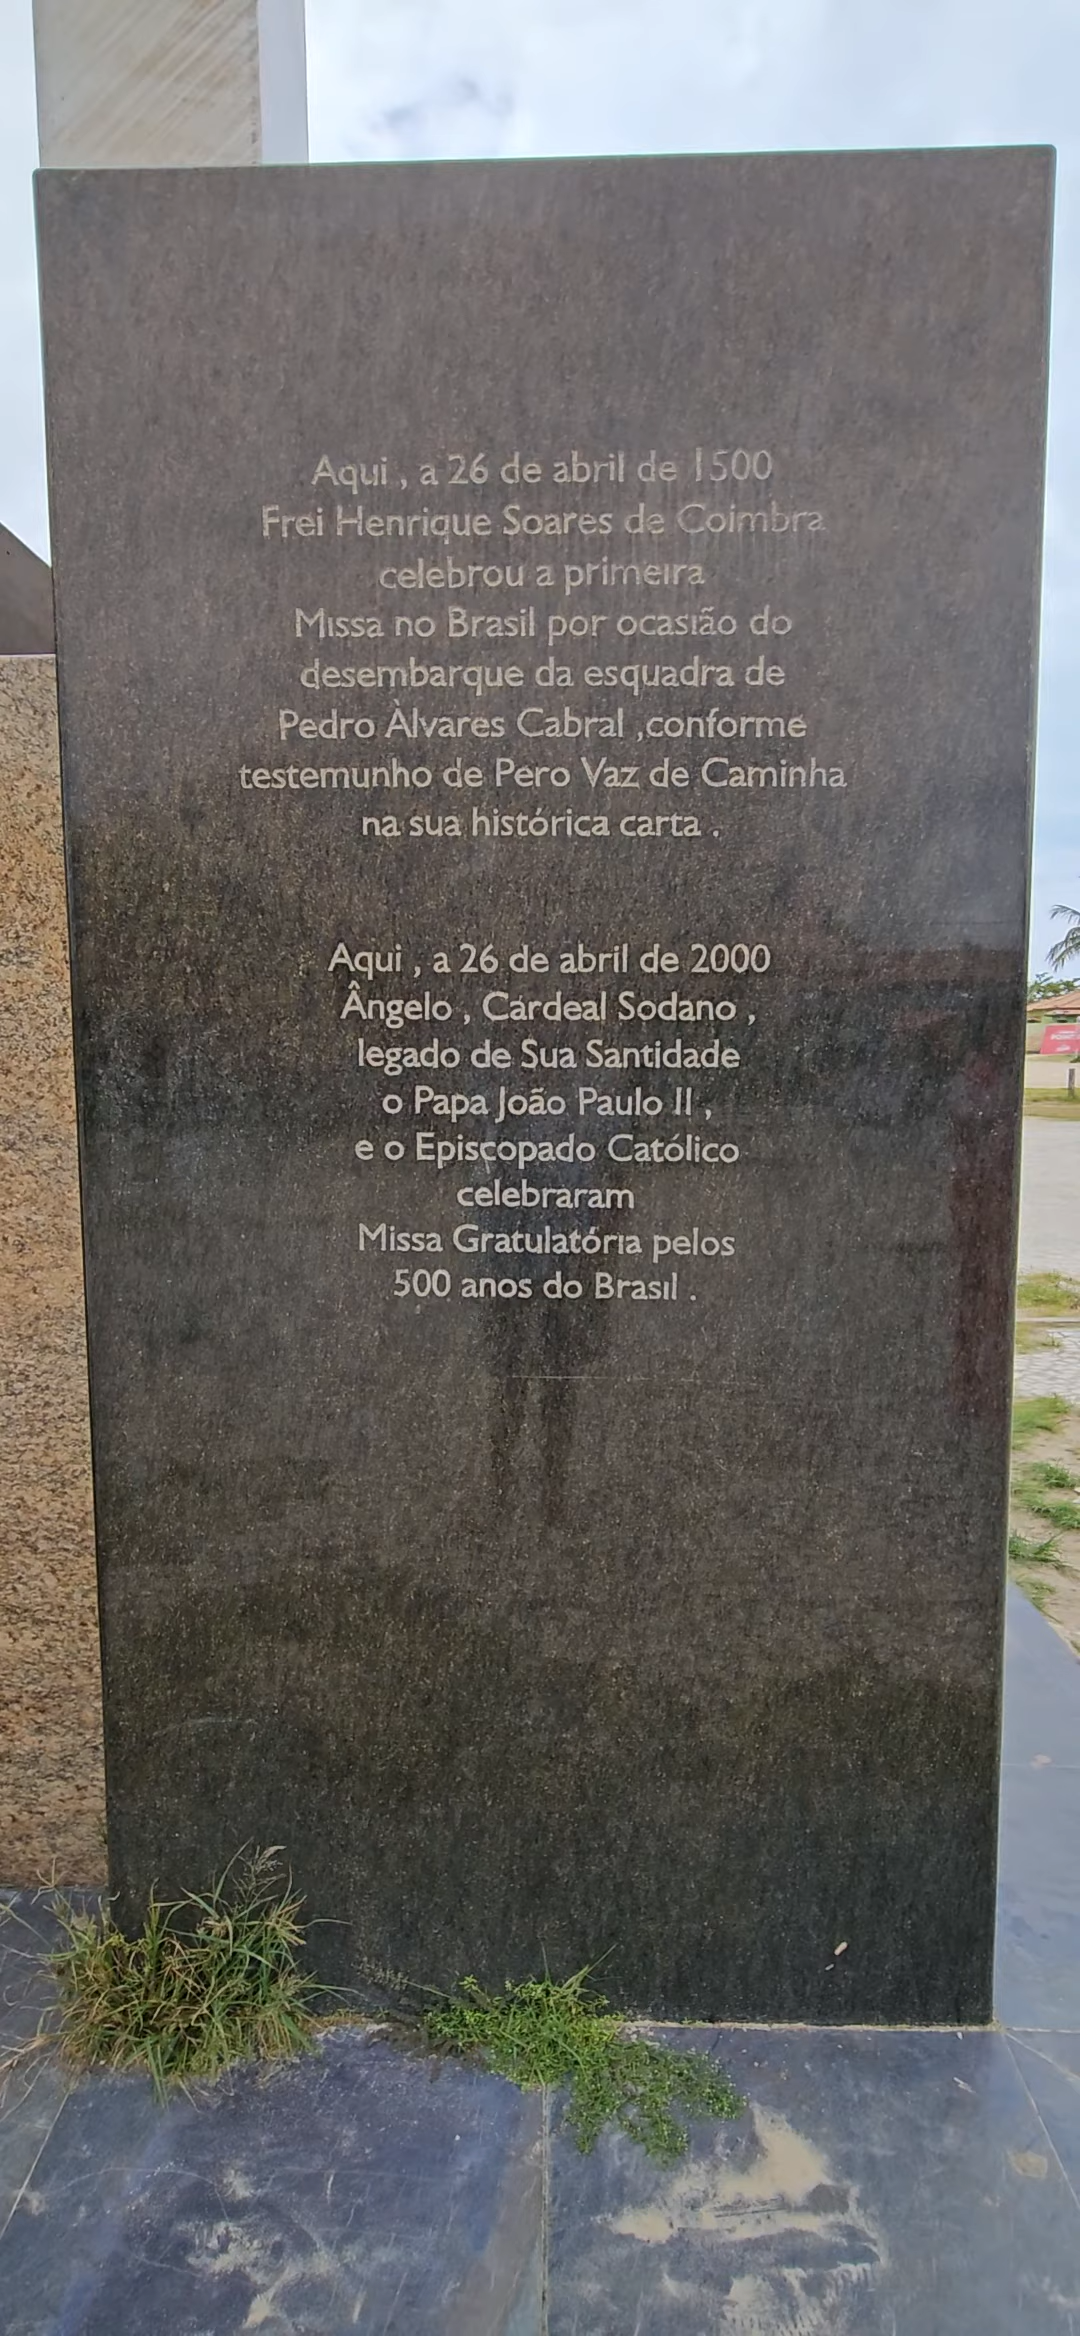 Aqui , a 26 de abril de 1500
Frei Henrique Soares de Coimbra
celebrou a primeira
Missa no Brasil por ocasião do
desembarque da esquadra de
Pedro Àlvares Cabral ,conforme
testemunho de Pero Vaz de Caminha
na sua histórica carta .
Aqui , a 26 de abril de 2000
Ângelo , Cardeal Sodano ,
legado de Sua Santidade
o Papa João Paulo II ,
e o Episcopado Católico
celebraram
Missa Gratulatória pelos
500 anos do Brasil .